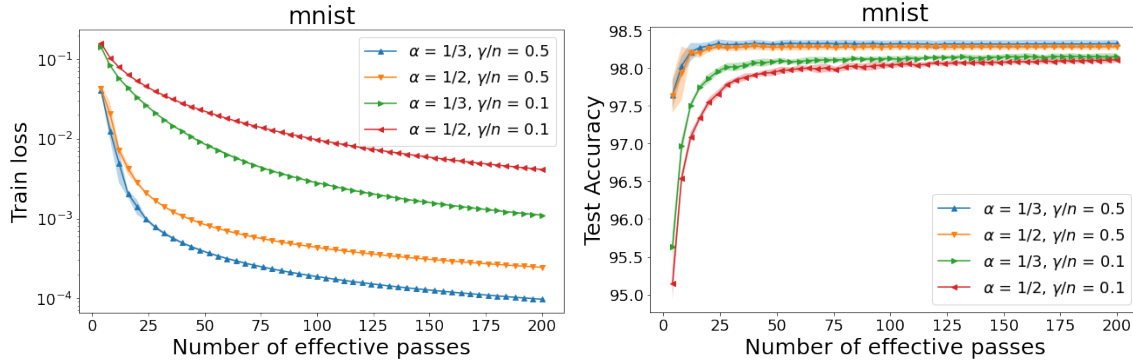 mnist
Train loss
10⁻¹
10⁻²
10⁻³
10⁻⁴
α = 1/3, γ/n = 0.5
α = 1/2, γ/n = 0.5
α = 1/3, γ/n = 0.1
α = 1/2, γ/n = 0.1
0 25 50 75 100 125 150 175 200
Number of effective passes
mnist
Test Accuracy
98.5
98.0
97.5
97.0
96.5
96.0
95.5
95.0
α = 1/3, γ/n = 0.5
α = 1/2, γ/n = 0.5
α = 1/3, γ/n = 0.1
α = 1/2, γ/n = 0.1
0 25 50 75 100 125 150 175 200
Number of effective passes